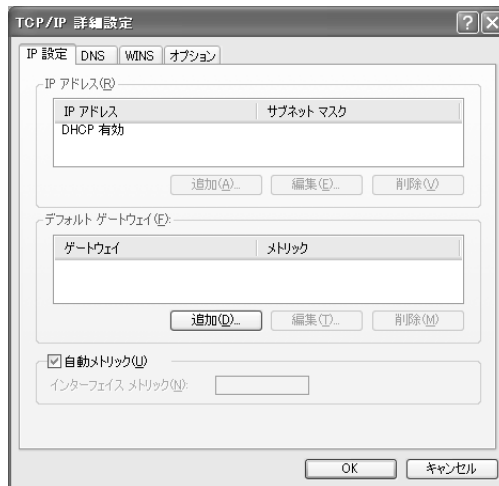 TCP/IP 詳細設定
IP 設定 DNS WINS オプション
IP アドレス(R)
IP アドレス サブネット マスク
DHCP 有効
追加(A)... 編集(E)... 削除(V)
デフォルト ゲートウェイ(F):
ゲートウェイ メトリック
追加(D)... 編集(T)... 削除(M)
自動メトリック(U)
インターフェイス メトリック(N):
OK キャンセル